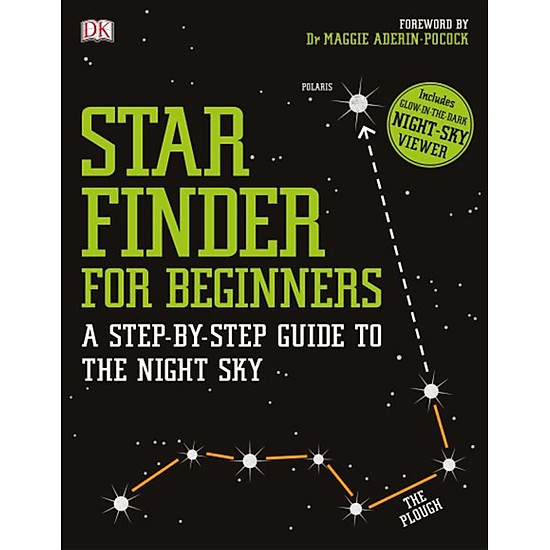 DK
FOREWORD BY
Dr MAGGIE ADERIN-POCOCK
POLARIS
Includes
GLOW-IN-THE-DARK
NIGHT-SKY
VIEWER
STAR
FINDER
FOR BEGINNERS
A STEP-BY-STEP GUIDE TO
THE NIGHT SKY
THE
PLOUGH